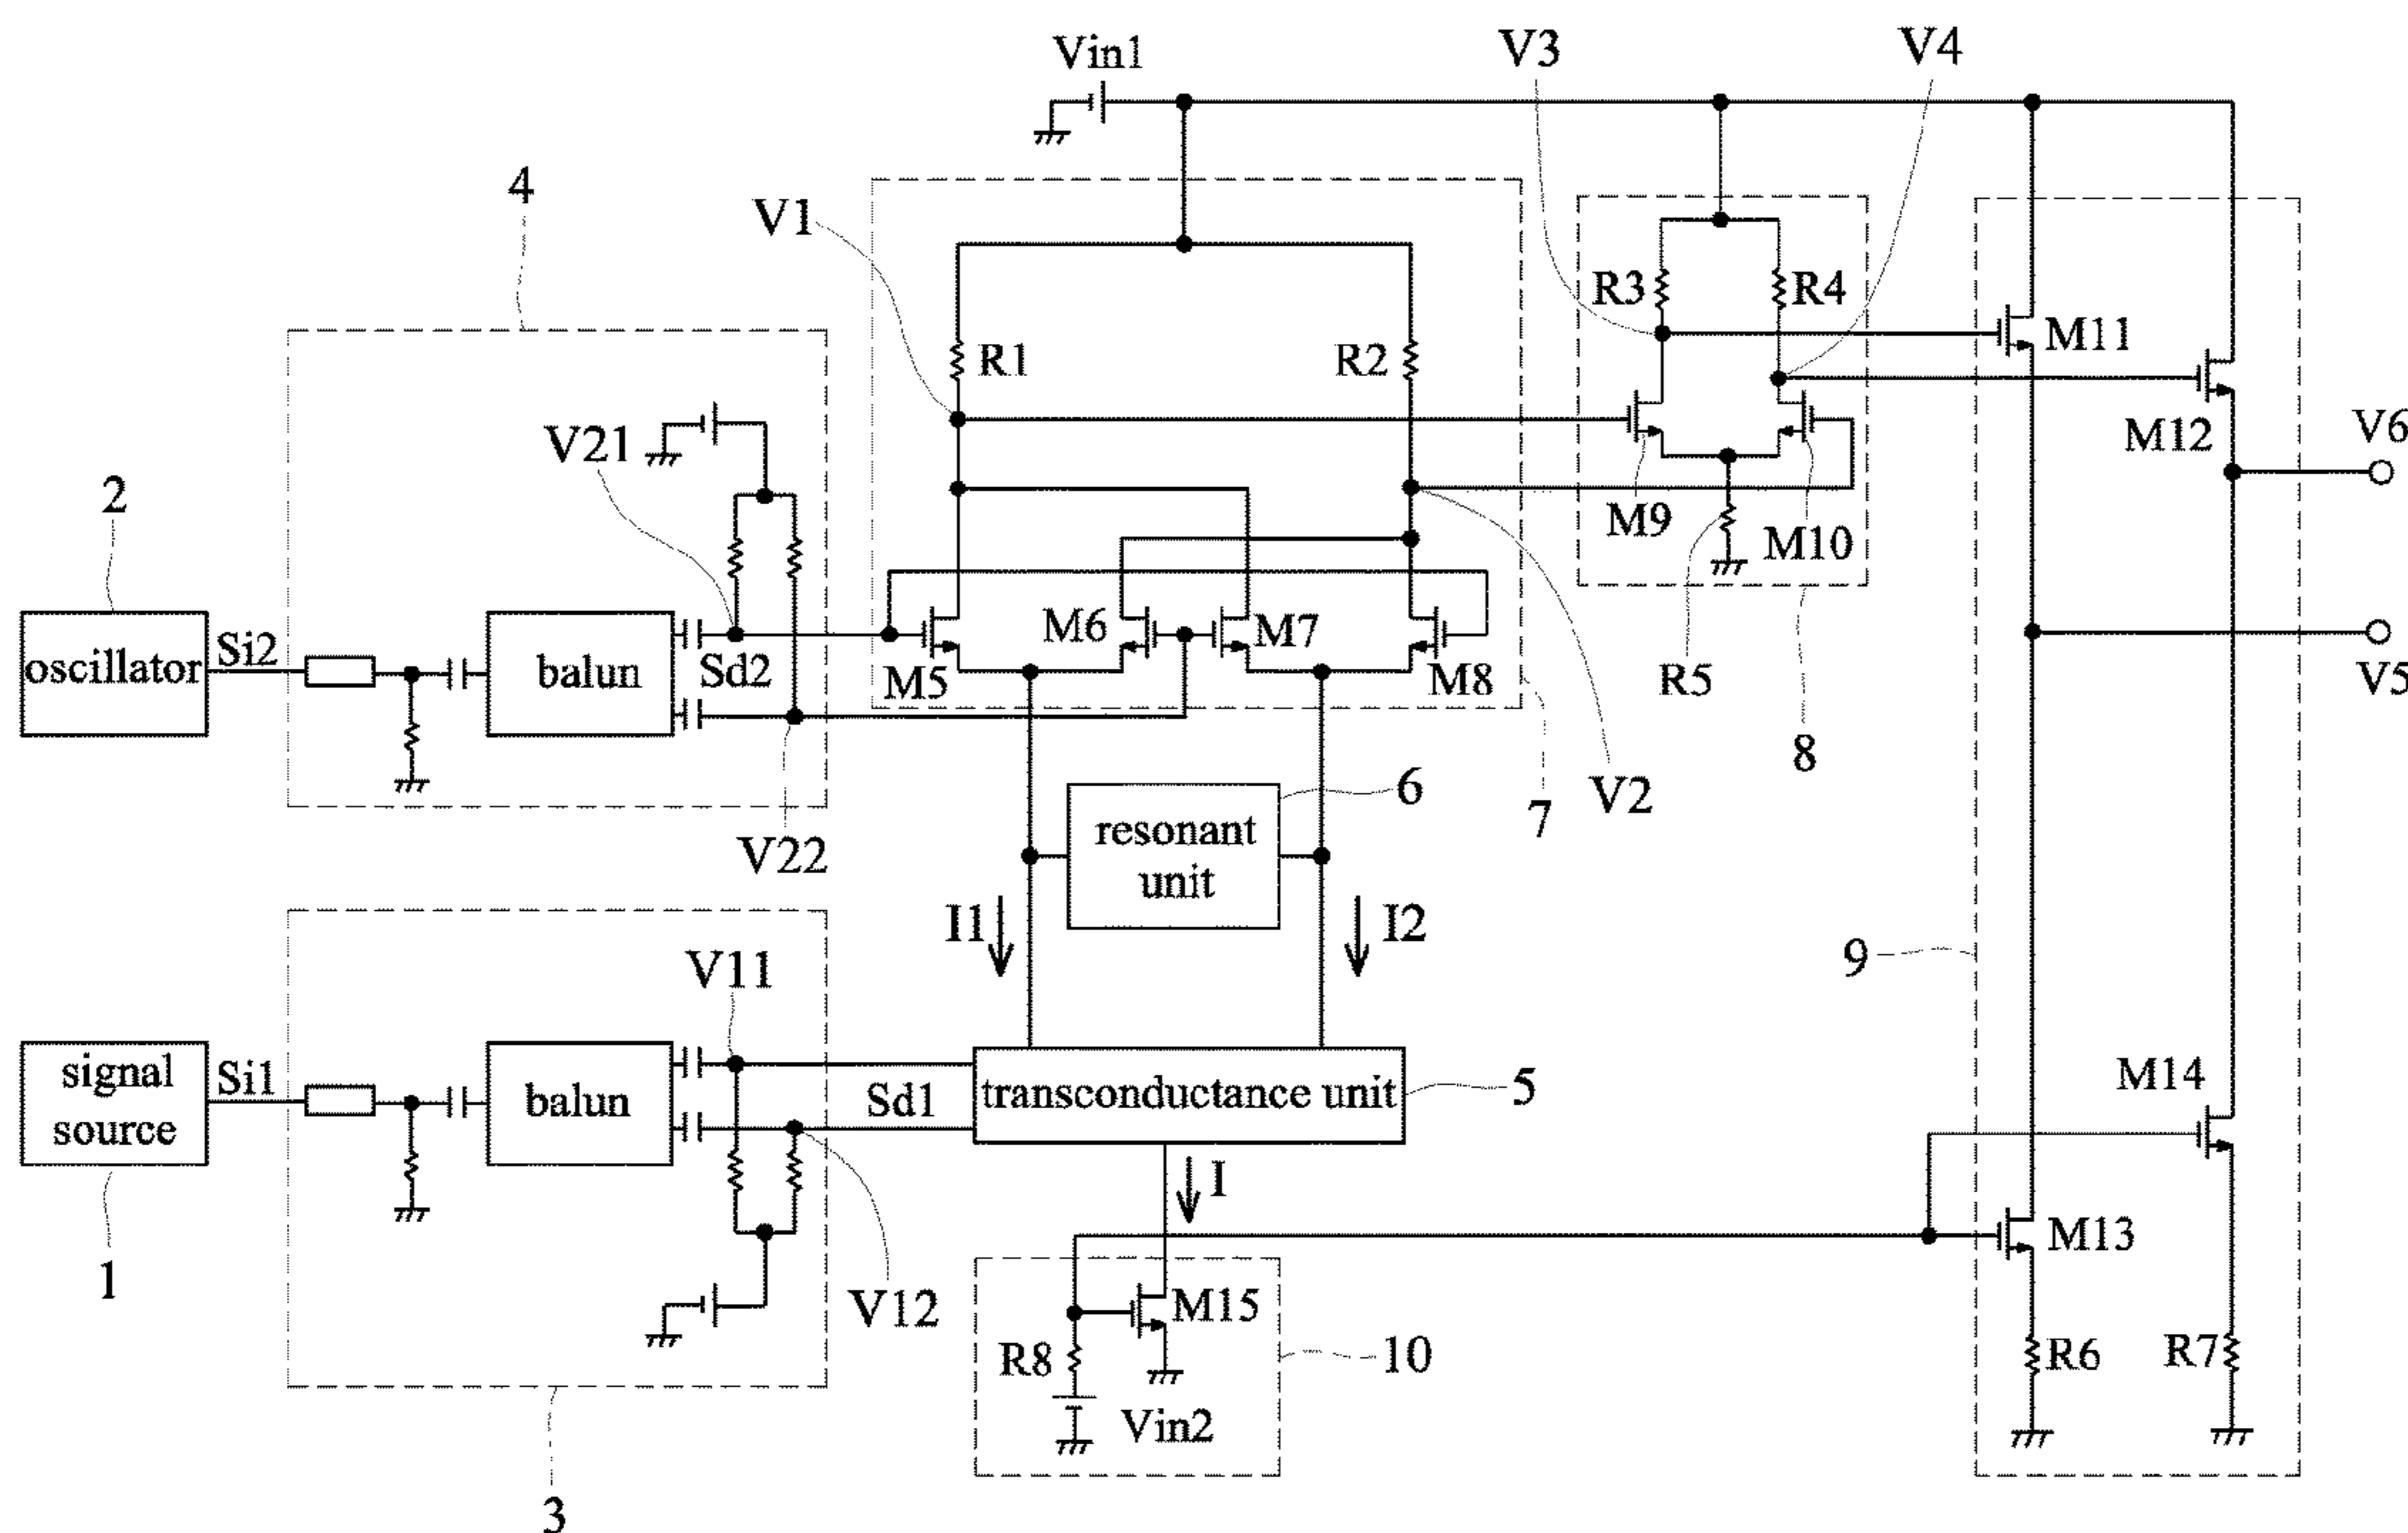 Vin1
V3
V4
4
V1
R3
R4
M11
R1
R2
V21
M12
V6
2
M9
M10
oscillator
Si2
balun
Sd2
M5
M6
M7
M8
R5
V5
8
V22
resonant
unit
6
7
V2
I1
I2
9
V11
signal
source
Si1
balun
Sd1
transconductance unit
5
M14
I
M13
1
V12
M15
R8
10
R6
R7
Vin2
3